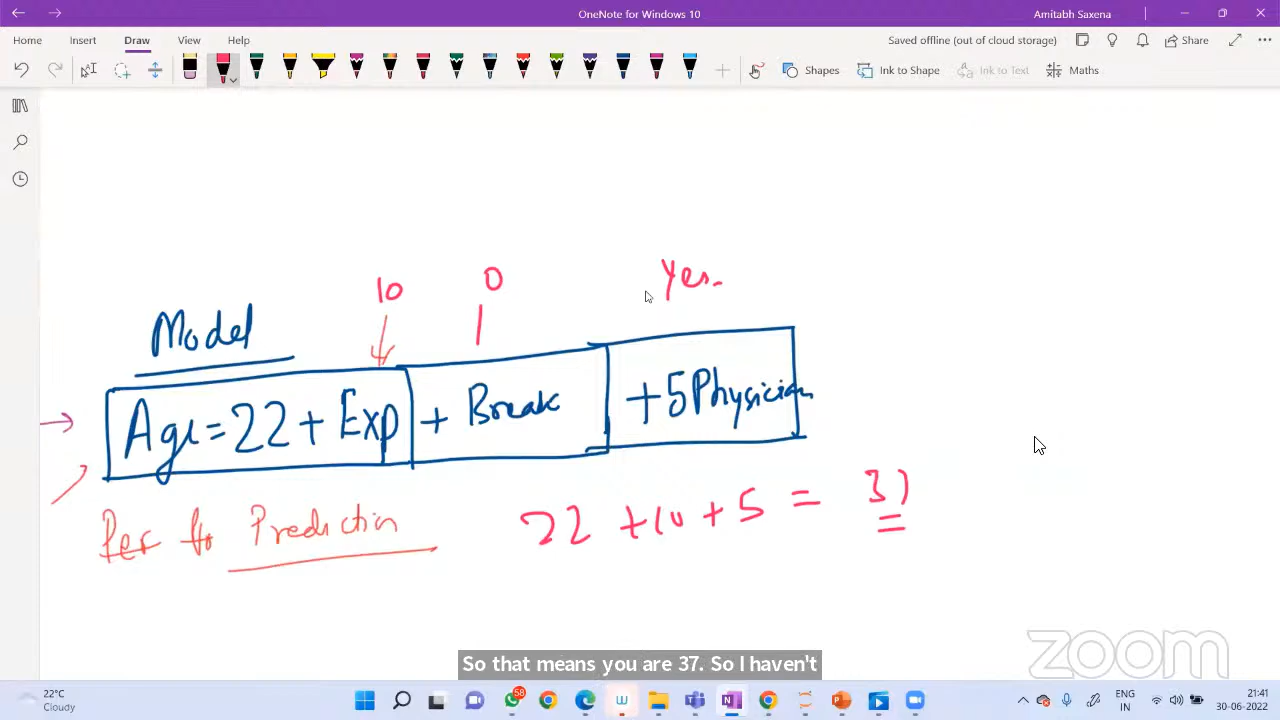 OneNote for Windows 10
Amitabh Saxena
Home Insert Draw View Help
Saved offline (out of cloud storage)
Share
Shapes
Ink to Shape
Ink to Text
Maths
10 0 Yes.
Model
Age = 22 + Exp + Break + 5 Physician
Per fo Prediction
22 + 10 + 5 = 37
zoom
So that means you are 37. So I haven't
22°C
Cloudy
58
ENG
IN
21:41
30-06-2022